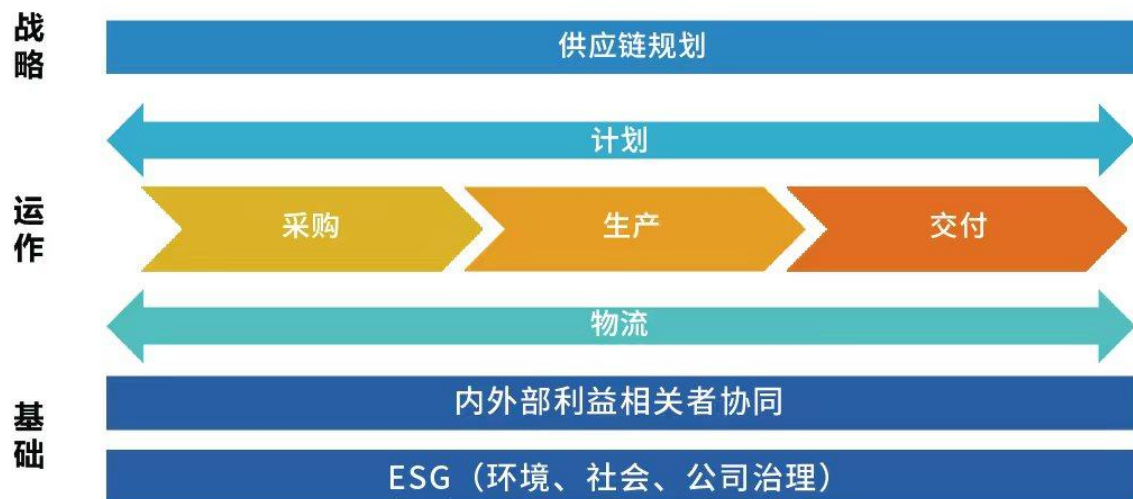 战略
供应链规划
计划
运作
采购
生产
交付
物流
基础
内外部利益相关者协同
ESG（环境、社会、公司治理）